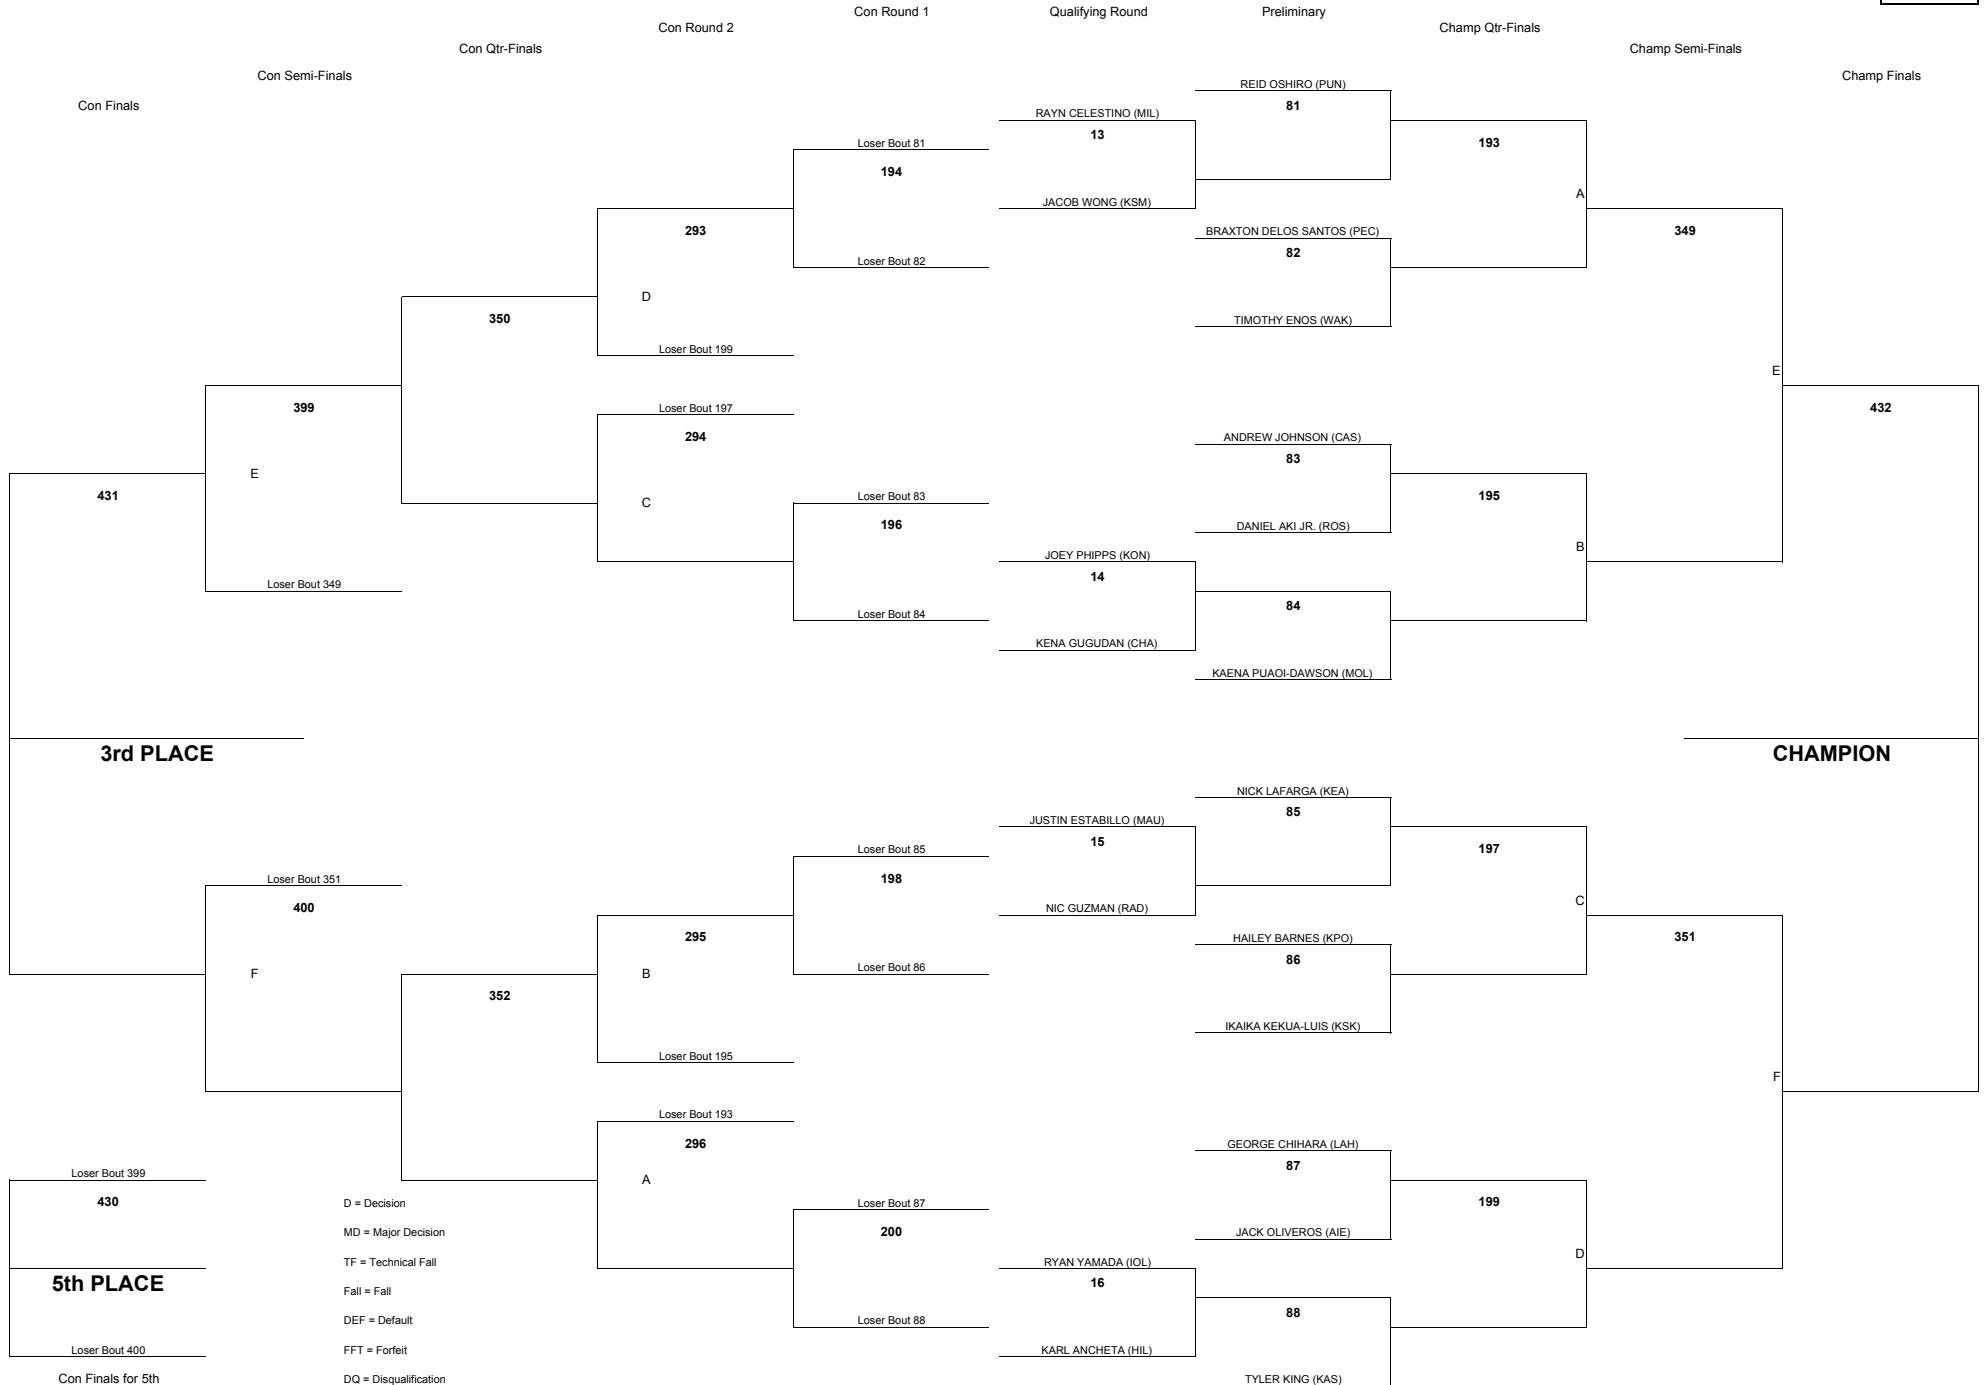 Con Round 1
Qualifying Round
Preliminary
Con Round 2
Champ Qtr-Finals
Con Qtr-Finals
Champ Semi-Finals
Con Semi-Finals
Champ Finals
Con Finals
REID OSHIRO (PUN)
81
RAYN CELESTINO (MIL)
13
Loser Bout 81
193
194
A
JACOB WONG (KSM)
293
BRAXTON DELOS SANTOS (PEC)
349
82
Loser Bout 82
D
350
TIMOTHY ENOS (WAK)
Loser Bout 199
E
399
Loser Bout 197
432
294
ANDREW JOHNSON (CAS)
83
E
431
C
Loser Bout 83
195
196
DANIEL AKI JR. (ROS)
B
JOEY PHIPPS (KON)
14
Loser Bout 349
84
Loser Bout 84
KENA GUGUDAN (CHA)
KAENA PUAOI-DAWSON (MOL)
3rd PLACE
CHAMPION
NICK LAFARGA (KEA)
85
JUSTIN ESTABILLO (MAU)
15
Loser Bout 85
197
Loser Bout 351
198
C
400
NIC GUZMAN (RAD)
295
HAILEY BARNES (KPO)
351
86
F
B
Loser Bout 86
352
IKAIKA KEKUA-LUIS (KSK)
Loser Bout 195
F
Loser Bout 193
296
GEORGE CHIHARA (LAH)
87
Loser Bout 399
A
430
D = Decision
Loser Bout 87
199
MD = Major Decision
200
JACK OLIVEROS (AIE)
D
TF = Technical Fall
RYAN YAMADA (IOL)
5th PLACE
16
Fall = Fall
88
DEF = Default
Loser Bout 88
Loser Bout 400
FFT = Forfeit
KARL ANCHETA (HIL)
Con Finals for 5th
DQ = Disqualification
TYLER KING (KAS)